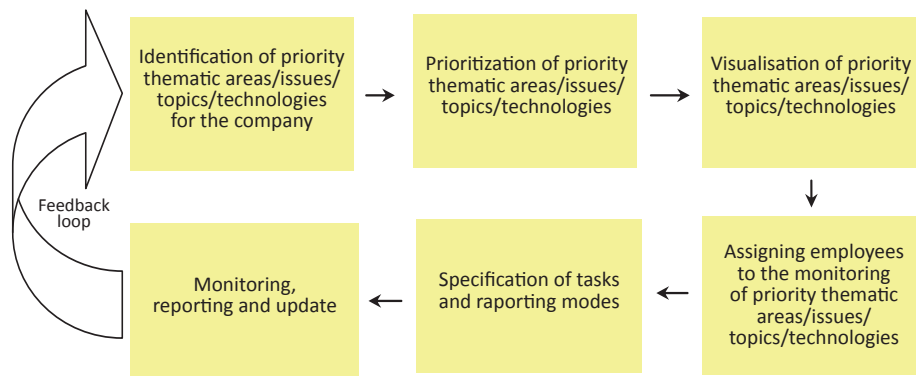 Identification of priority
thematic areas/issues/
topics/technologies
for the company
Prioritization of priority
thematic areas/issues/
topics/technologies
Visualisation of priority
thematic areas/issues/
topics/technologies
Feedback
loop
Monitoring,
reporting and update
Specification of tasks
and raporting modes
Assigning employees
to the monitoring
of priority thematic
areas/issues/
topics/technologies